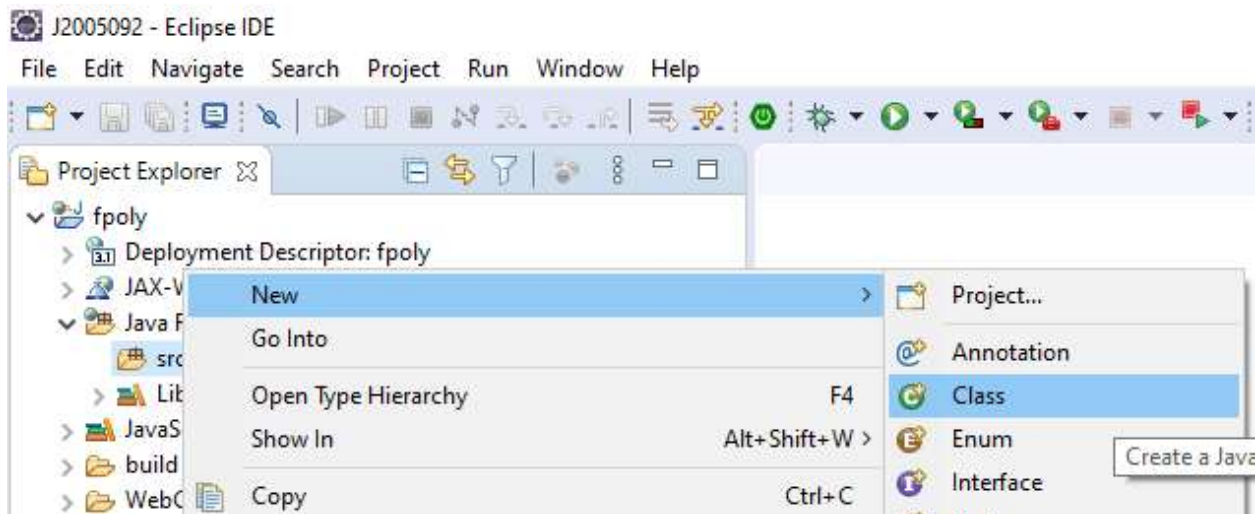 J2005092 - Eclipse IDE
File Edit Navigate Search Project Run Window Help
Project Explorer
fpoly
3.1 Deployment Descriptor: fpoly
JAX-W
Java R
src
Lib
JavaS
build
WebC
New
Go Into
Open Type Hierarchy F4
Show In Alt+Shift+W >
Copy Ctrl+C
Project...
Annotation
Class
Enum
Interface
Create a Java